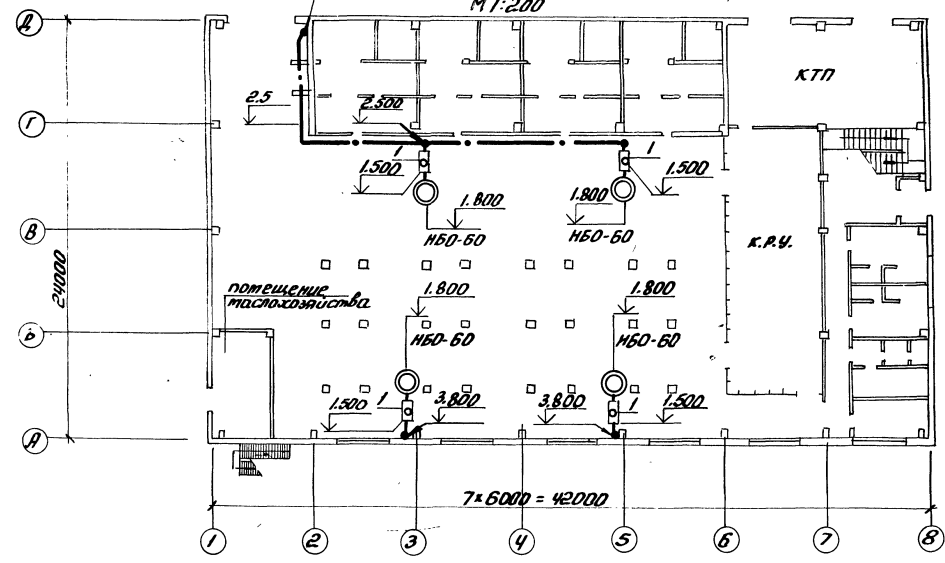 М 1:200
Д
КТП
2.5
2.500
Г
1
1
1.500
1.500
1.800
1.800
В
НБО-60
НБО-60
К.Р.У.
24000
помещение
маслохозяйства
1.800
1.800
Б
НБО-60
НБО-60
1.500
1
3.800
3.800
1
1.500
А
7х6000 = 42000
1
2
3
4
5
6
7
8